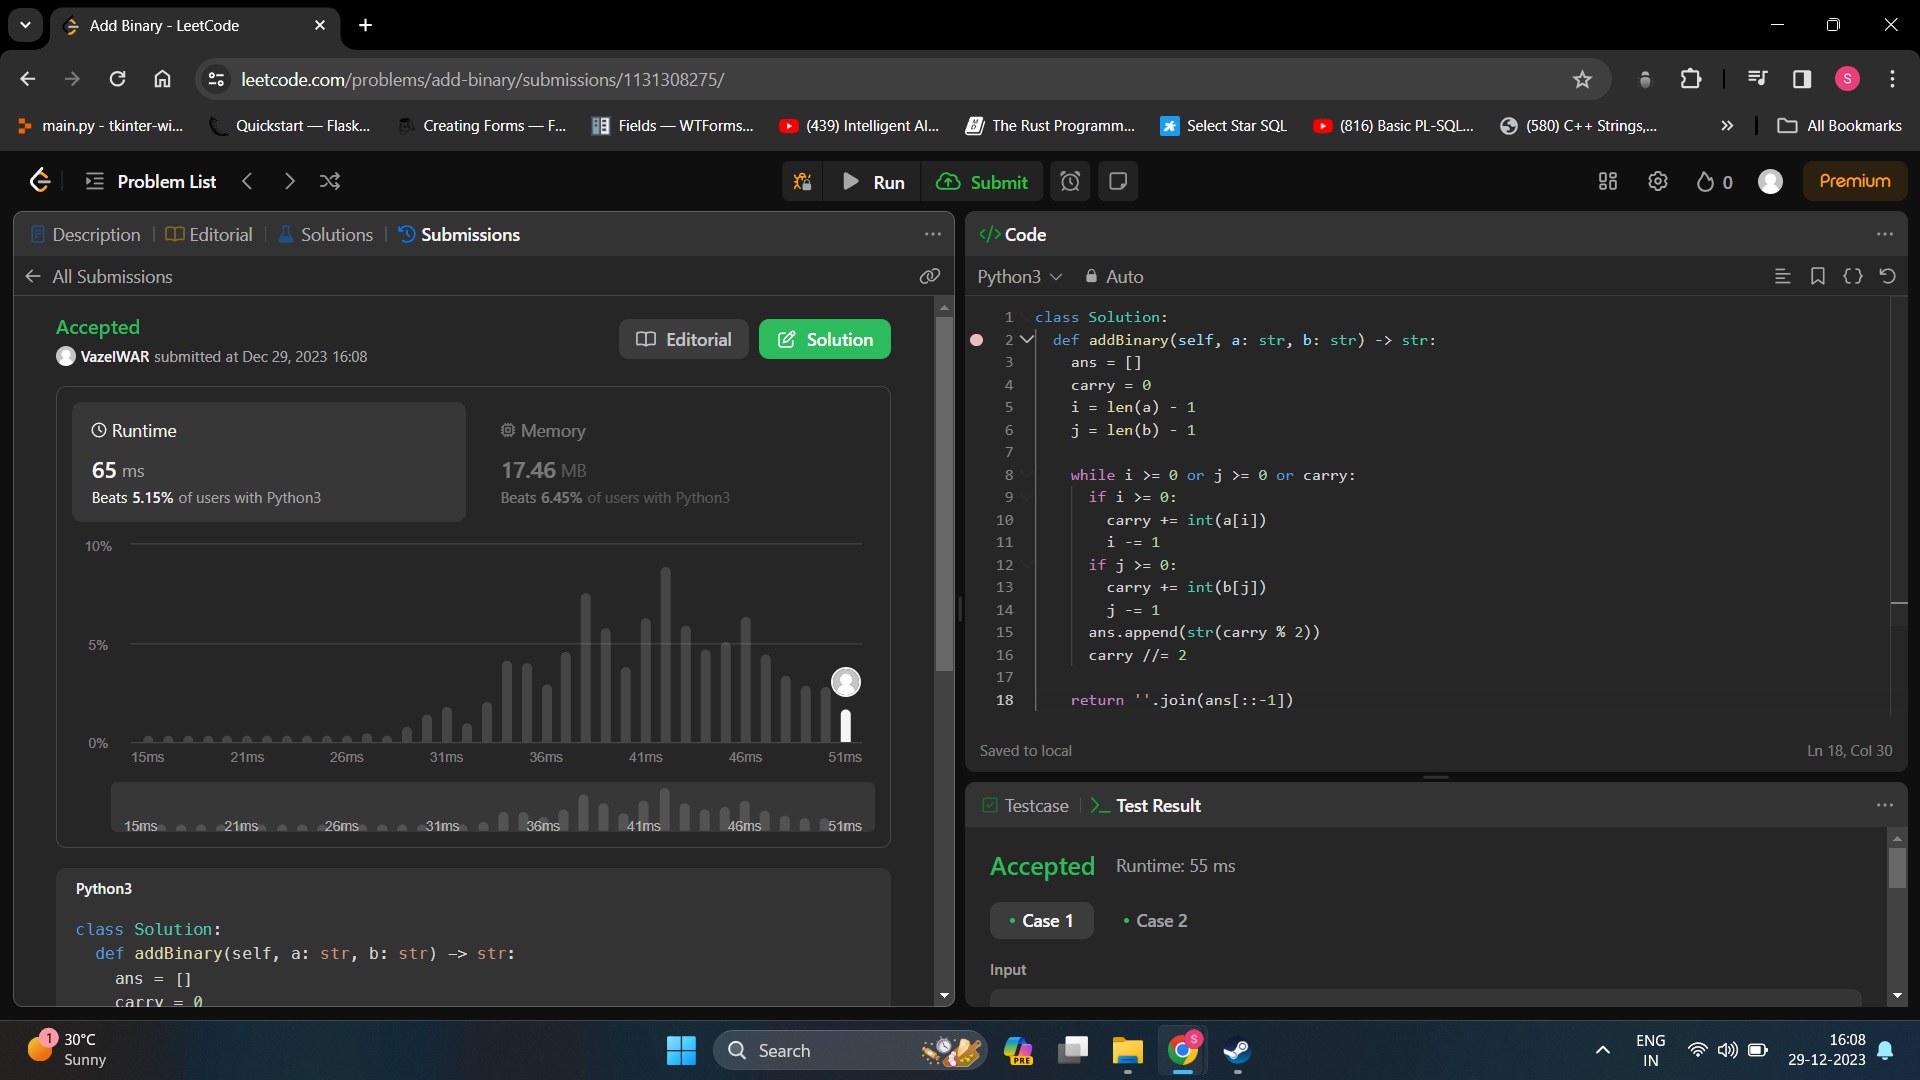 Add Binary - LeetCode
leetcode.com/problems/add-binary/submissions/1131308275/
S
main.py - tkinter-wi...
Quickstart — Flask...
Creating Forms — F...
Fields — WTForms...
(439) Intelligent AI...
The Rust Programm...
Select Star SQL
(816) Basic PL-SQL...
(580) C++ Strings,...
All Bookmarks
Problem List
Run
Submit
0
Premium
Description
Editorial
Solutions
Submissions
All Submissions
Accepted
VazelWAR submitted at Dec 29, 2023 16:08
Editorial
Solution
Runtime
65 ms
Beats 5.15% of users with Python3
Memory
17.46 MB
Beats 6.45% of users with Python3
10%
5%
0%
15ms 21ms 26ms 31ms 36ms 41ms 46ms 51ms
15ms 21ms 26ms 31ms 36ms 41ms 46ms 51ms
Python3
class Solution:
def addBinary(self, a: str, b: str) -> str:
ans = []
carry = 0
</> Code
Python3
Auto
1 class Solution:
2 def addBinary(self, a: str, b: str) -> str:
3 ans = []
4 carry = 0
5 i = len(a) - 1
6 j = len(b) - 1
7
8 while i >= 0 or j >= 0 or carry:
9 if i >= 0:
10 carry += int(a[i])
11 i -= 1
12 if j >= 0:
13 carry += int(b[j])
14 j -= 1
15 ans.append(str(carry % 2))
16 carry //= 2
17
18 return ''.join(ans[::-1])
Saved to local
Ln 18, Col 30
Testcase
Test Result
Accepted Runtime: 55 ms
Case 1
Case 2
Input
1
30°C
Sunny
Search
PRE
S
ENG
IN
16:08
29-12-2023